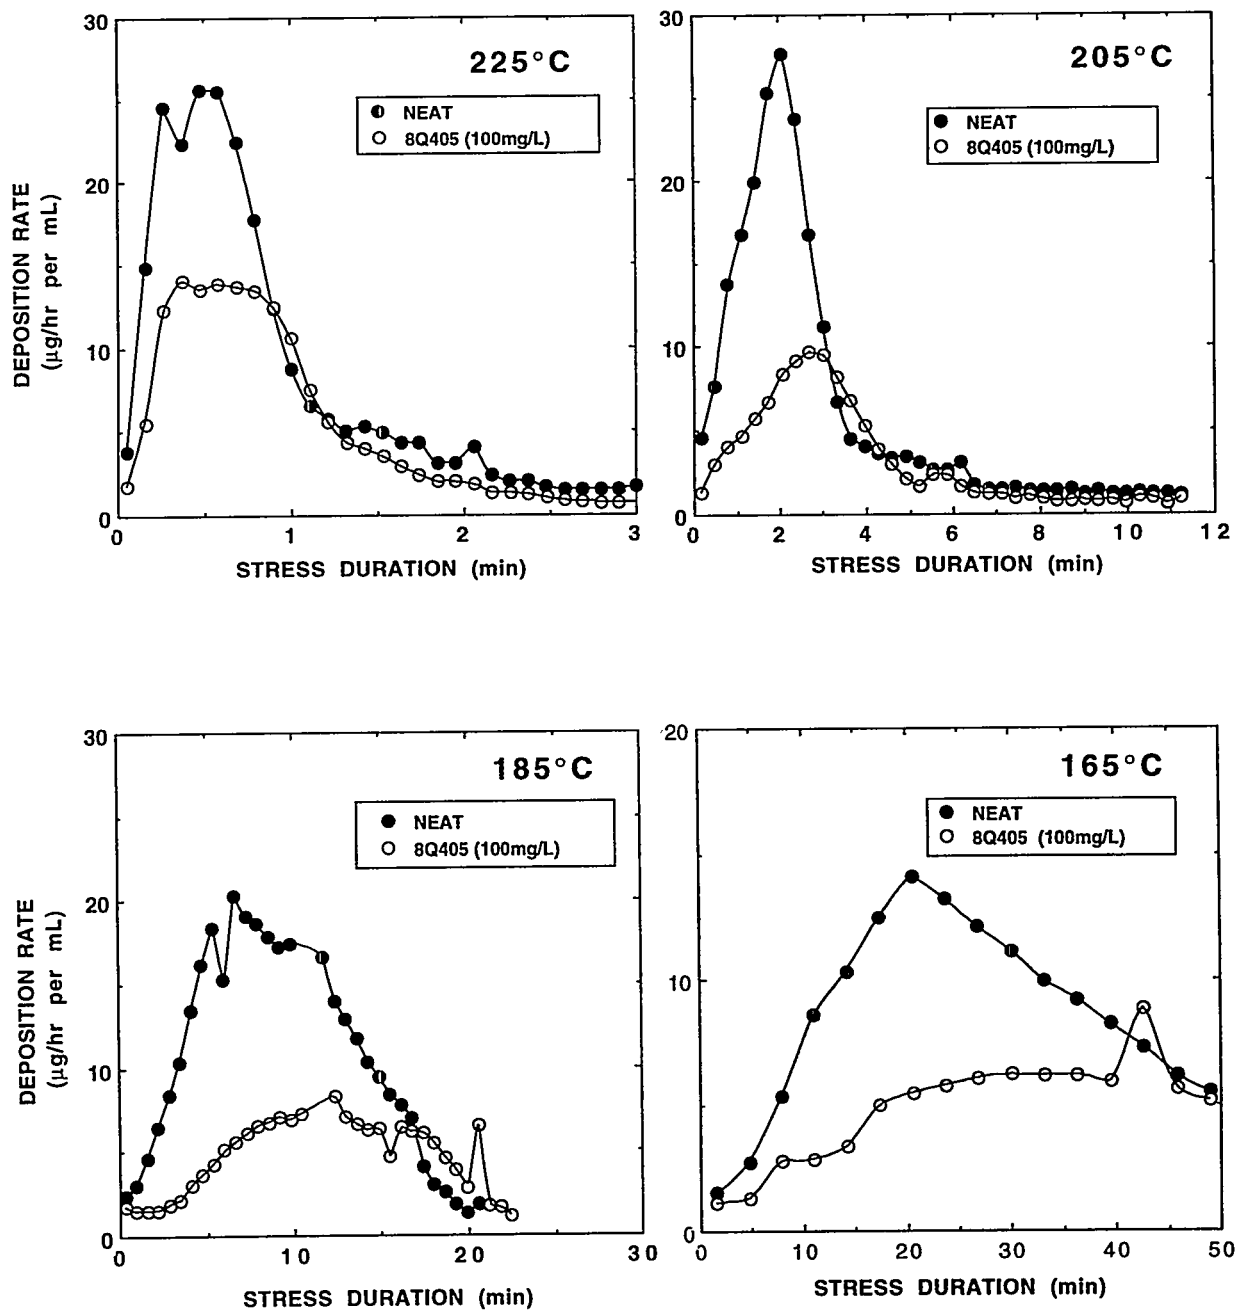 225°C
NEAT
8Q405 (100mg/L)
30
20
10
0
DEPOSITION RATE
(µg/hr per mL)
0 1 2 3
STRESS DURATION (min)
205°C
NEAT
8Q405 (100mg/L)
30
20
10
0
0 2 4 6 8 10 12
STRESS DURATION (min)
185°C
NEAT
8Q405 (100mg/L)
30
20
10
0
DEPOSITION RATE
(µg/hr per mL)
0 10 20 30
STRESS DURATION (min)
165°C
NEAT
8Q405 (100mg/L)
20
10
0
0 10 20 30 40 50
STRESS DURATION (min)